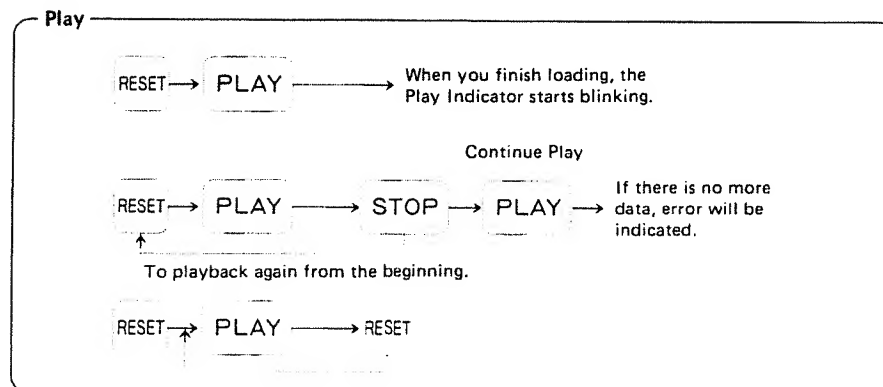 Play
RESET → PLAY → When you finish loading, the
Play Indicator starts blinking.
Continue Play
RESET → PLAY → STOP → PLAY → If there is no more
data, error will be
indicated.
To playback again from the beginning.
RESET → PLAY → RESET